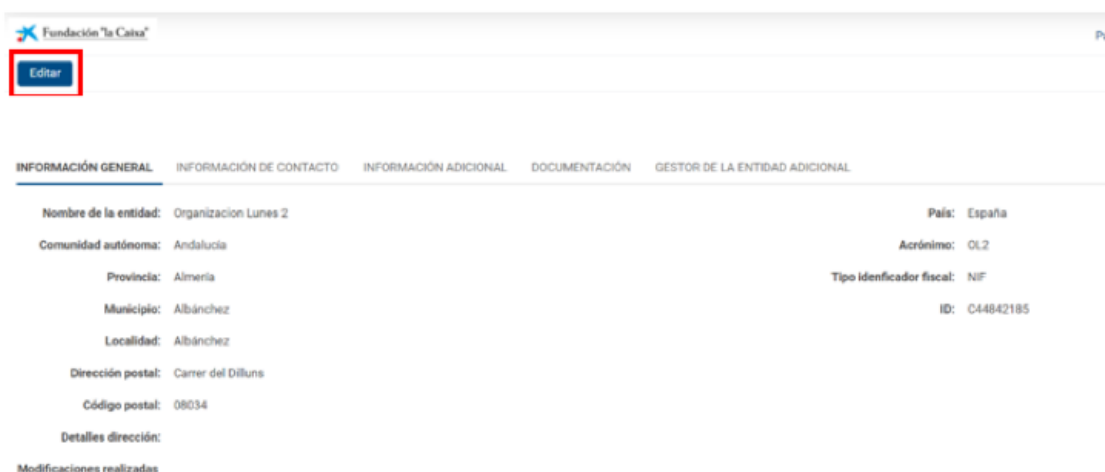 Fundación "la Caixa"
Editar
INFORMACIÓN GENERAL INFORMACIÓN DE CONTACTO INFORMACIÓN ADICIONAL DOCUMENTACIÓN GESTOR DE LA ENTIDAD ADICIONAL
Nombre de la entidad: Organizacion Lunes 2 País: España
Comunidad autónoma: Andalucía Acrónimo: OL2
Provincia: Almería Tipo idenficador fiscal: NIF
Municipio: Albánchez ID: C44842185
Localidad: Albánchez
Dirección postal: Carrer del Dilluns
Código postal: 08034
Detalles dirección:
Modificaciones realizadas